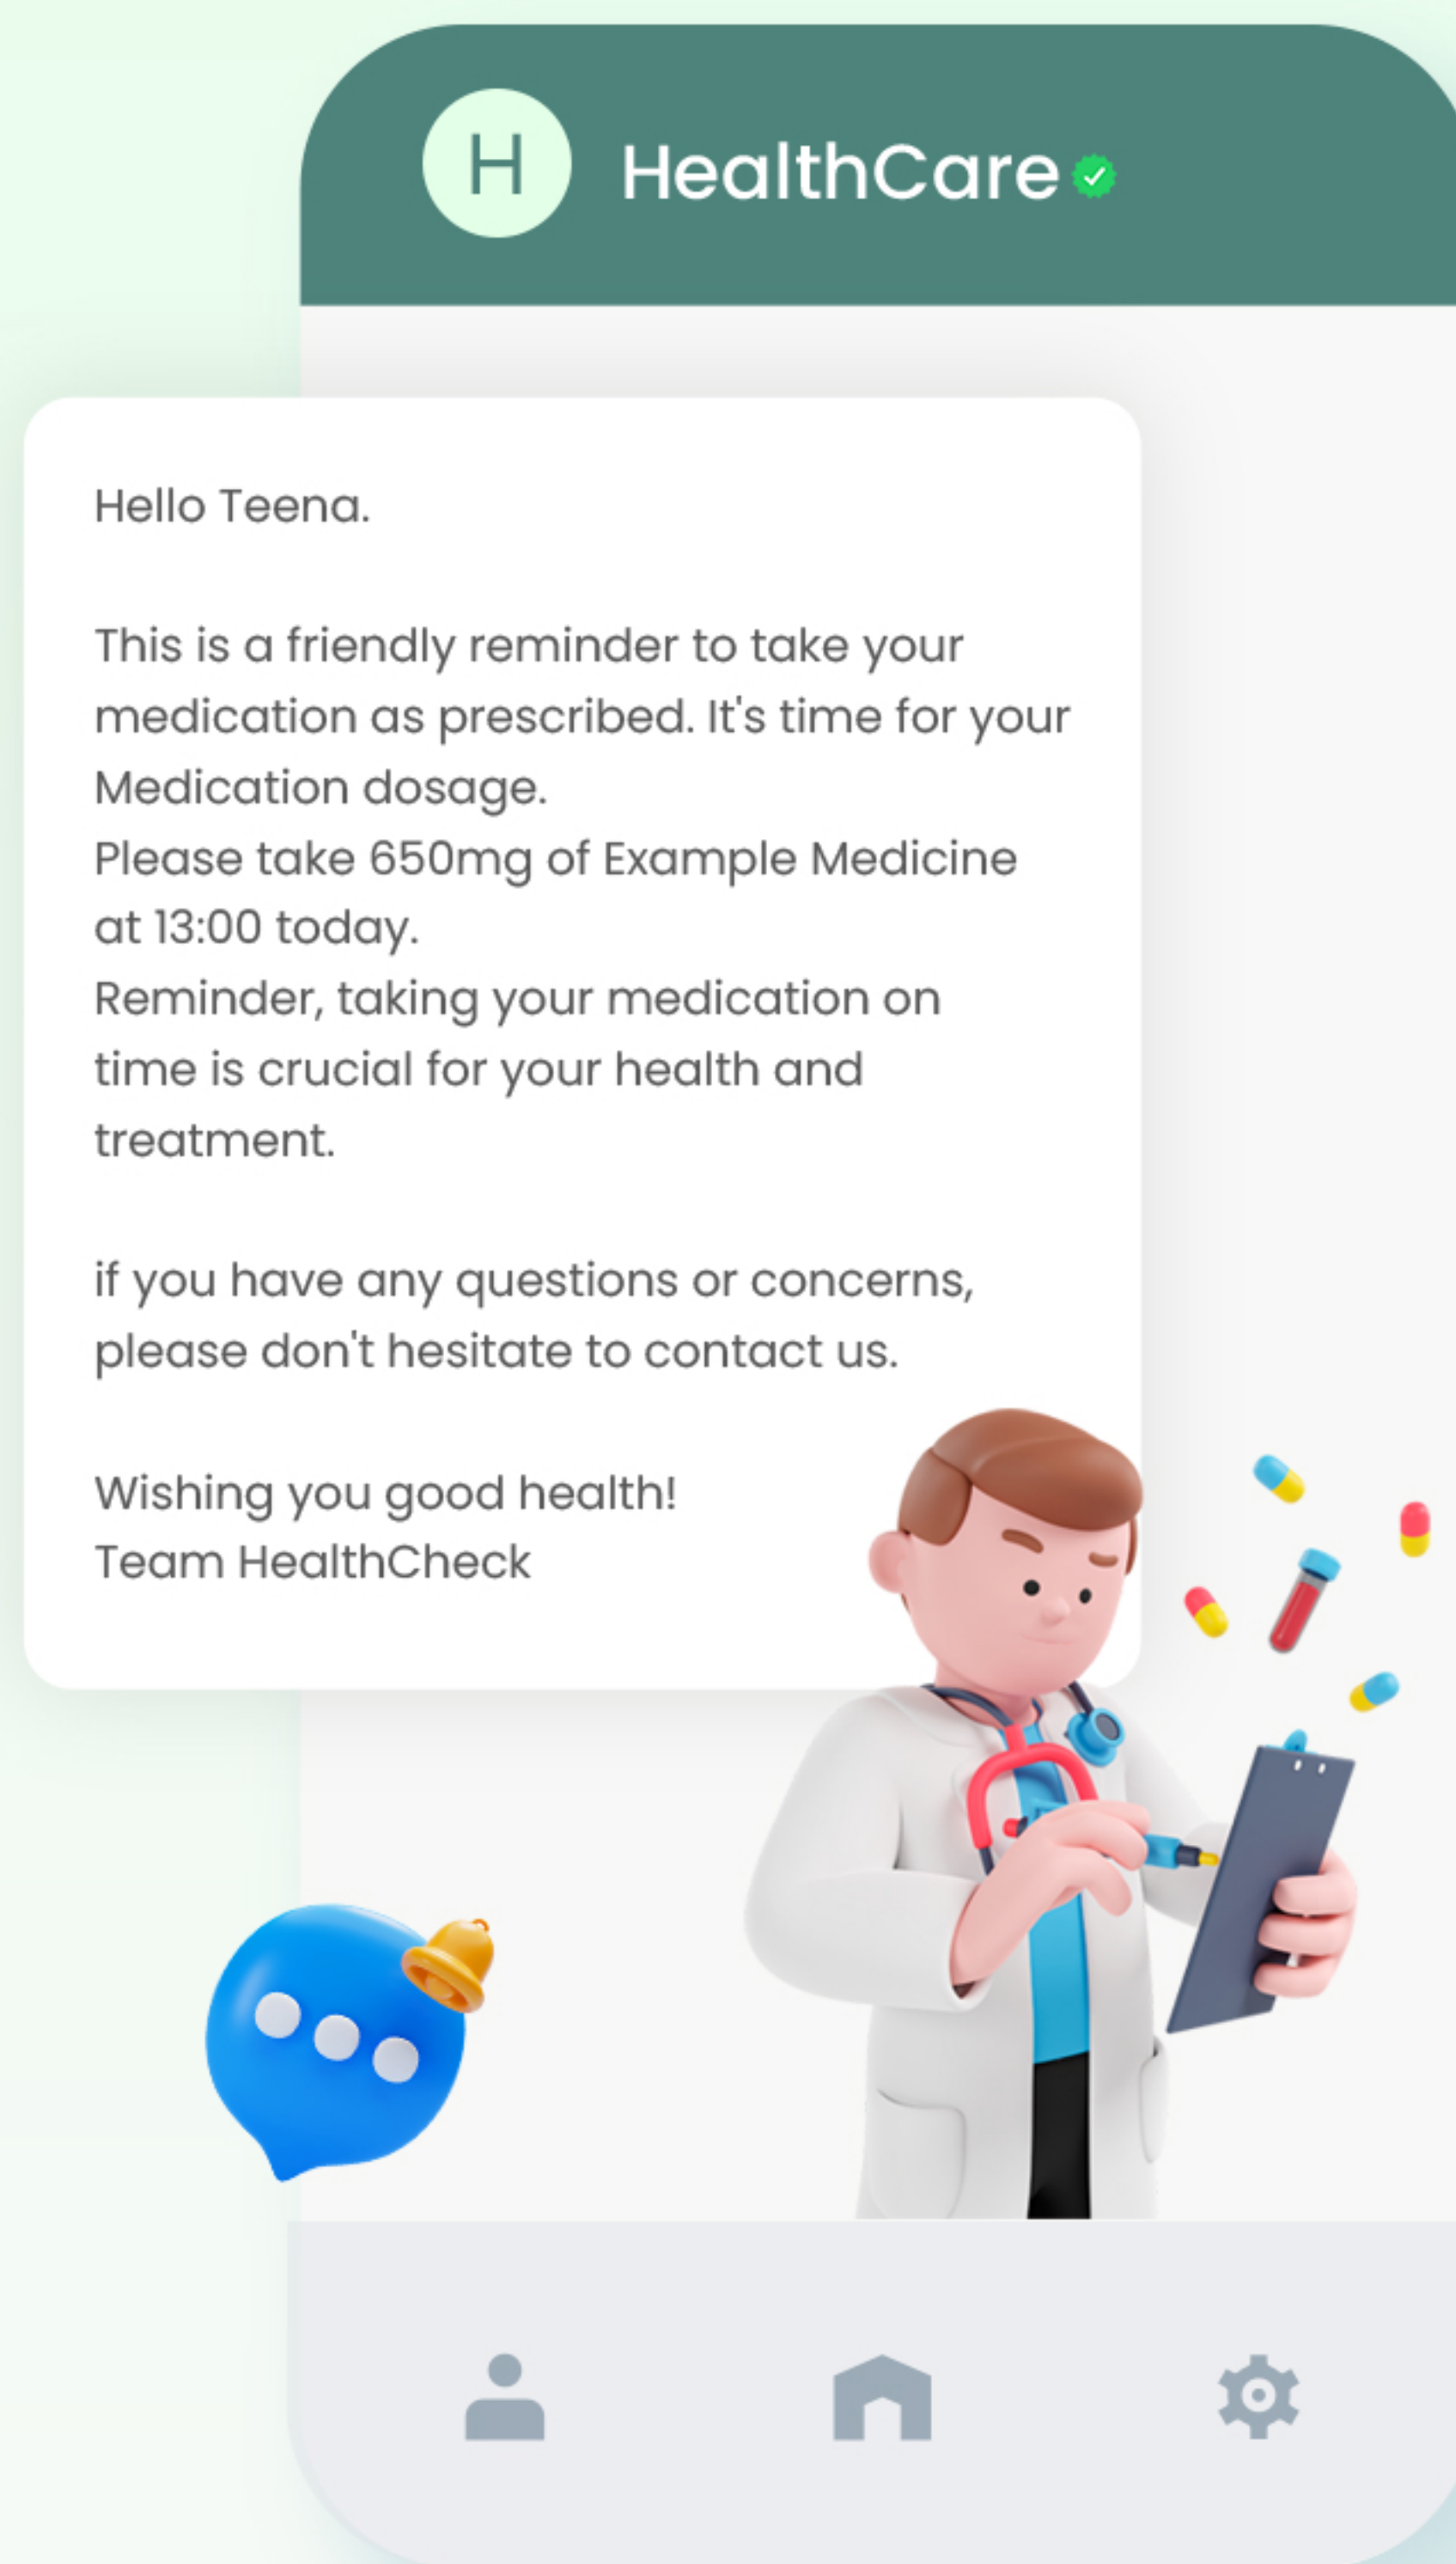 H
HealthCare
Hello Teena.
This is a friendly reminder to take your
medication as prescribed. It's time for your
Medication dosage.
Please take 650mg of Example Medicine
at 13:00 today.
Reminder, taking your medication on
time is crucial for your health and
treatment.
if you have any questions or concerns,
please don't hesitate to contact us.
Wishing you good health!
Team HealthCheck